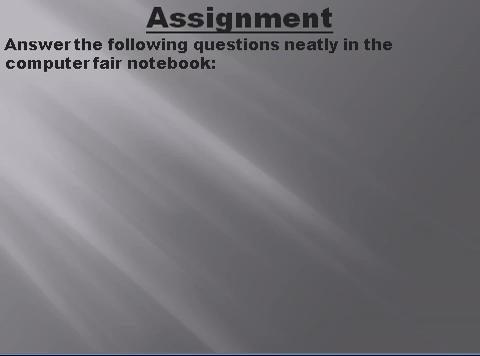 Assignment
Answer the following questions neatly in the
computer fair notebook: